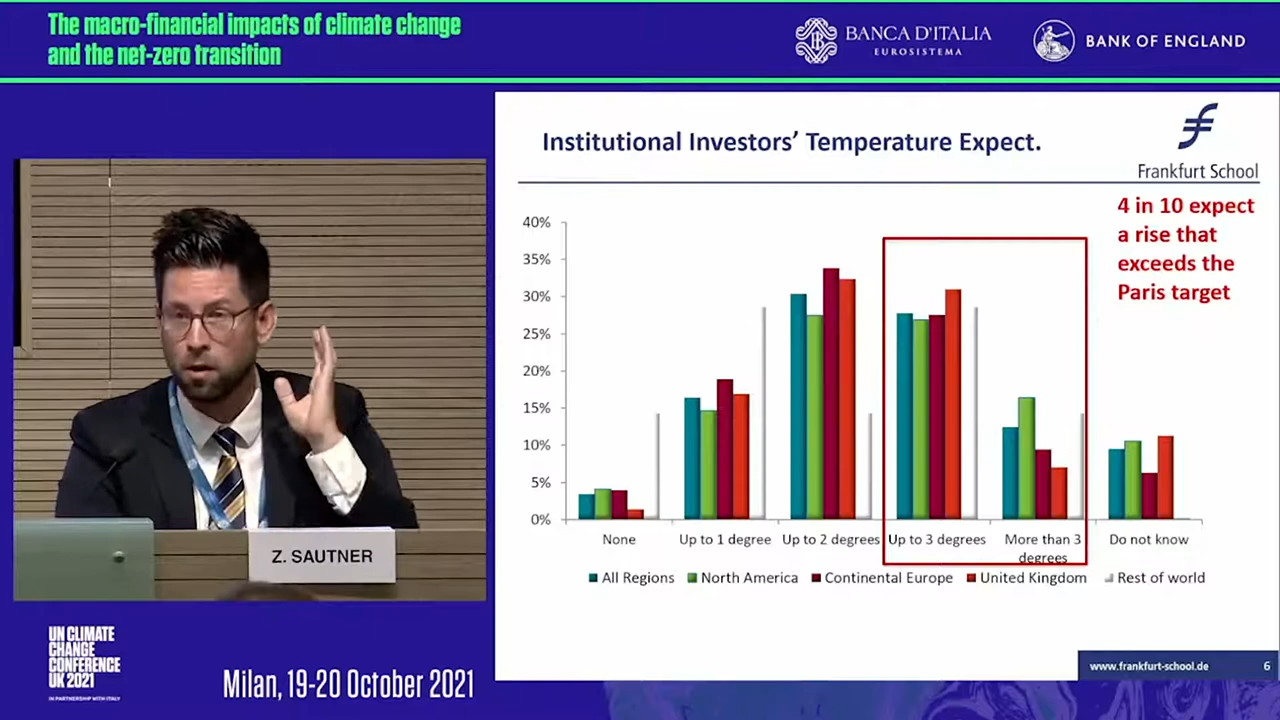 The macro-financial impacts of climate change
and the net-zero transition
BANCA D'ITALIA
EUROSISTEMA
BANK OF ENGLAND
Institutional Investors' Temperature Expect.
Frankfurt School
4 in 10 expect
a rise that
exceeds the
Paris target
40%
35%
30%
25%
20%
15%
10%
5%
0%
None
Up to 1 degree
Up to 2 degrees
Up to 3 degrees
More than 3
degrees
Do not know
All Regions
North America
Continental Europe
United Kingdom
Rest of world
www.frankfurt-school.de
6
Z. SAUTNER
UN CLIMATE
CHANGE
CONFERENCE
UK 2021
IN PARTNERSHIP WITH ITALY
Milan, 19-20 October 2021